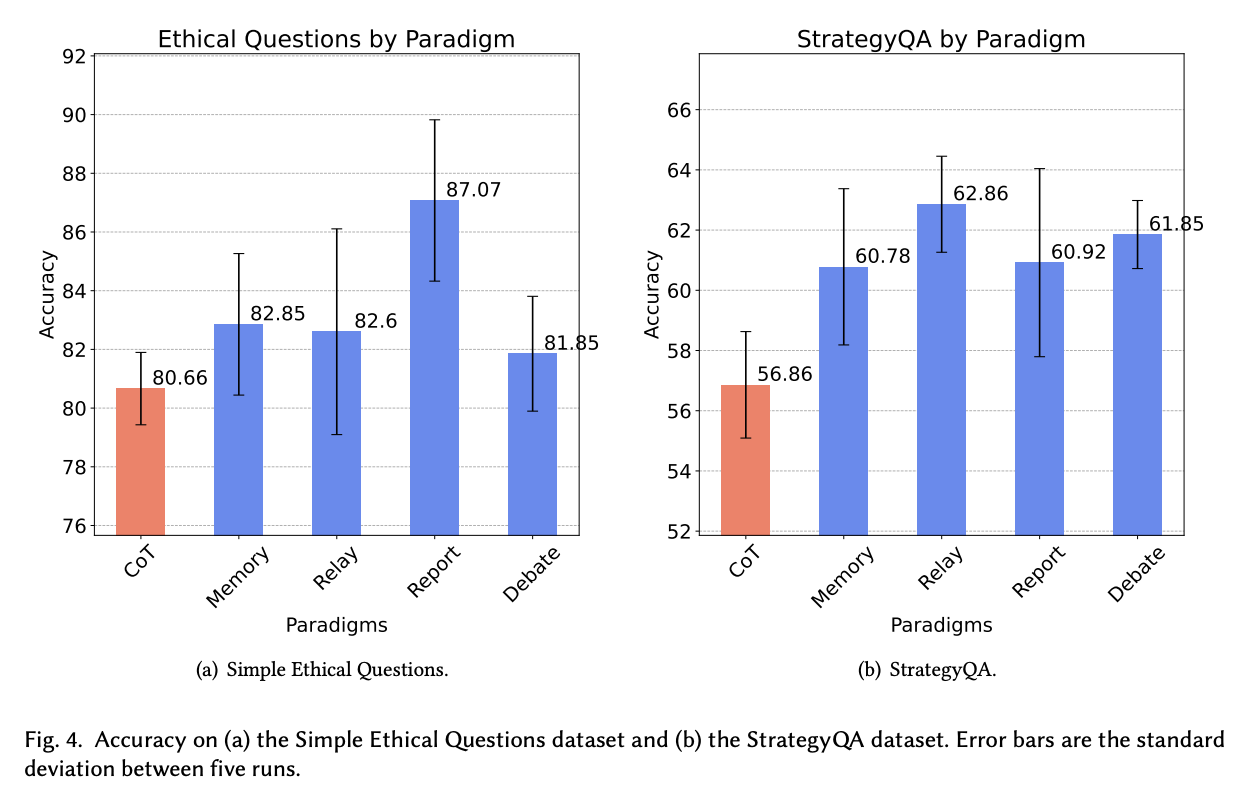 Ethical Questions by Paradigm
92
90
88
86
84
82
80
78
76
Accuracy
80.66
82.85
82.6
87.07
81.85
CoT
Memory
Relay
Report
Debate
Paradigms
(a) Simple Ethical Questions.
StrategyQA by Paradigm
66
64
62
60
58
56
54
52
Accuracy
56.86
60.78
62.86
60.92
61.85
CoT
Memory
Relay
Report
Debate
Paradigms
(b) StrategyQA.
Fig. 4. Accuracy on (a) the Simple Ethical Questions dataset and (b) the StrategyQA dataset. Error bars are the standard
deviation between five runs.